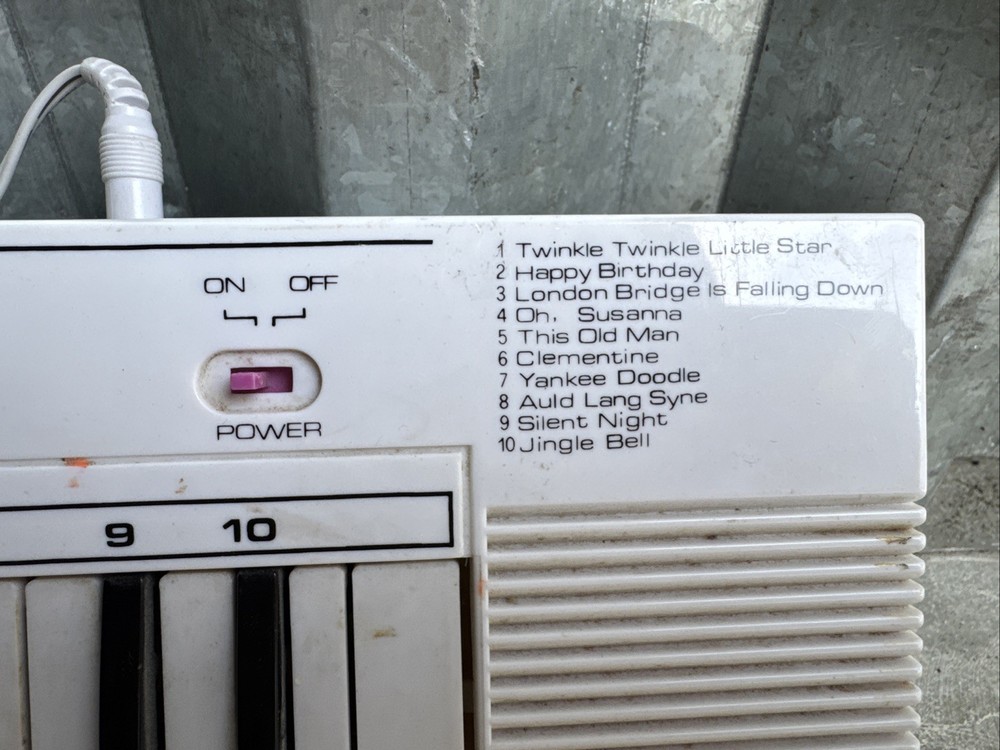 ON OFF
POWER
1 Twinkle Twinkle Little Star
2 Happy Birthday
3 London Bridge Is Falling Down
4 Oh, Susanna
5 This Old Man
6 Clementine
7 Yankee Doodle
8 Auld Lang Syne
9 Silent Night
10 Jingle Bell
9 10